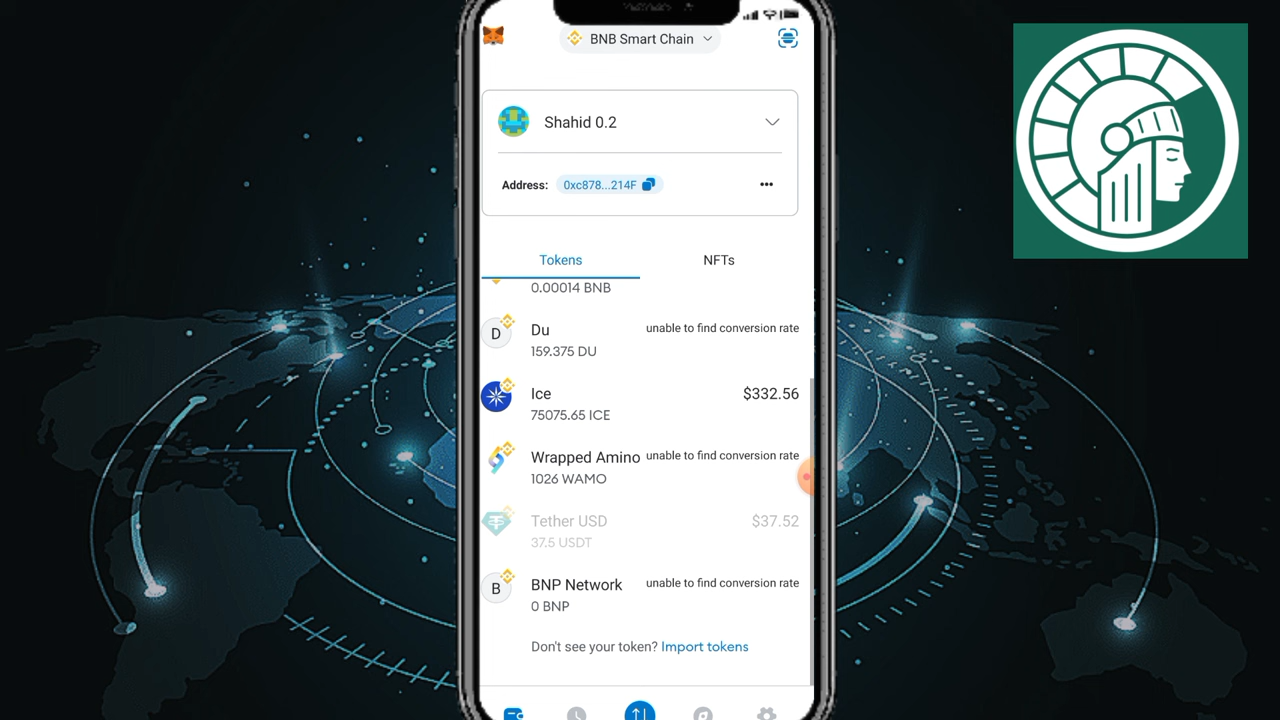 BNB Smart Chain
Shahid 0.2
Address: 0xc878...214F
Tokens
NFTs
0.00014 BNB
D
Du
unable to find conversion rate
159.375 DU
Ice
$332.56
75075.65 ICE
Wrapped Amino
unable to find conversion rate
1026 WAMO
Tether USD
$37.52
37.5 USDT
B
BNP Network
unable to find conversion rate
0 BNP
Don't see your token? Import tokens